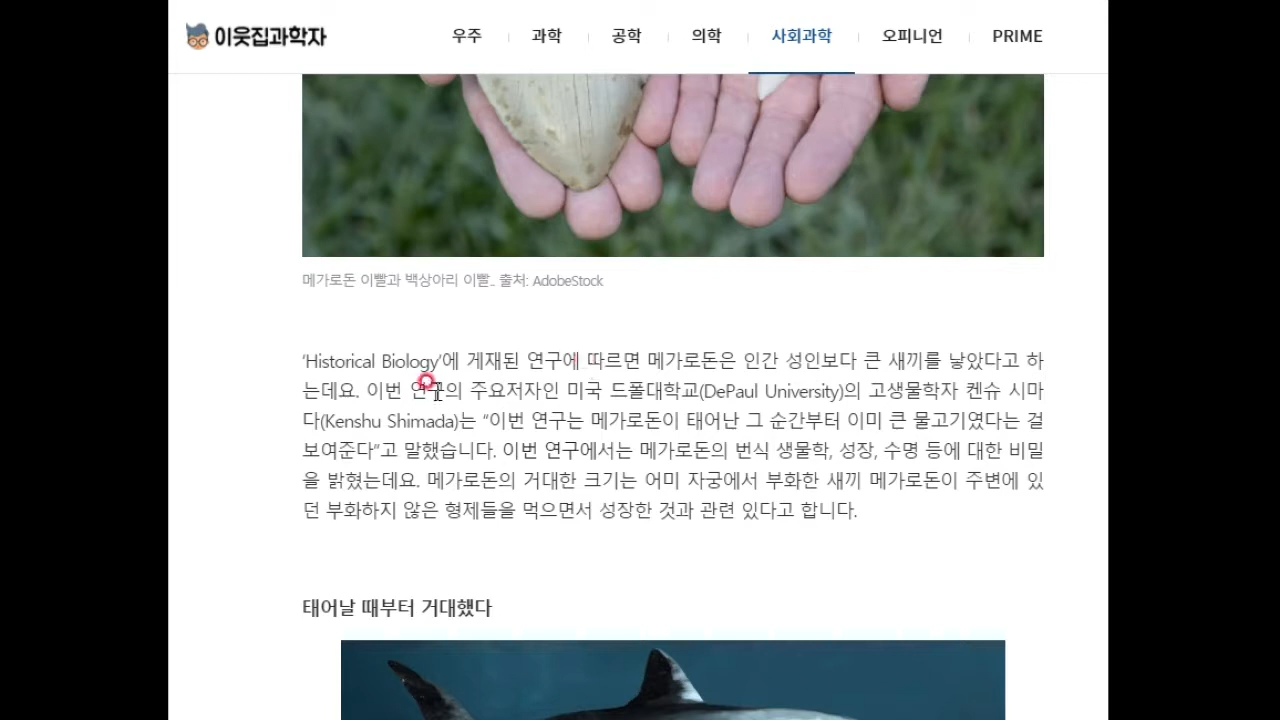 이웃집과학자
우주 과학 공학 의학 사회과학 오피니언 PRIME
메가로돈 이빨과 백상아리 이빨.. 출처: AdobeStock
‘Historical Biology’에 게재된 연구에 따르면 메가로돈은 인간 성인보다 큰 새끼를 낳았다고 하
는데요. 이번 연구의 주요저자인 미국 드폴대학교(DePaul University)의 고생물학자 켄슈 시마
다(Kenshu Shimada)는 “이번 연구는 메가로돈이 태어난 그 순간부터 이미 큰 물고기였다는 걸
보여준다”고 말했습니다. 이번 연구에서는 메가로돈의 번식 생물학, 성장, 수명 등에 대한 비밀
을 밝혔는데요. 메가로돈의 거대한 크기는 어미 자궁에서 부화한 새끼 메가로돈이 주변에 있
던 부화하지 않은 형제들을 먹으면서 성장한 것과 관련 있다고 합니다.
태어날 때부터 거대했다